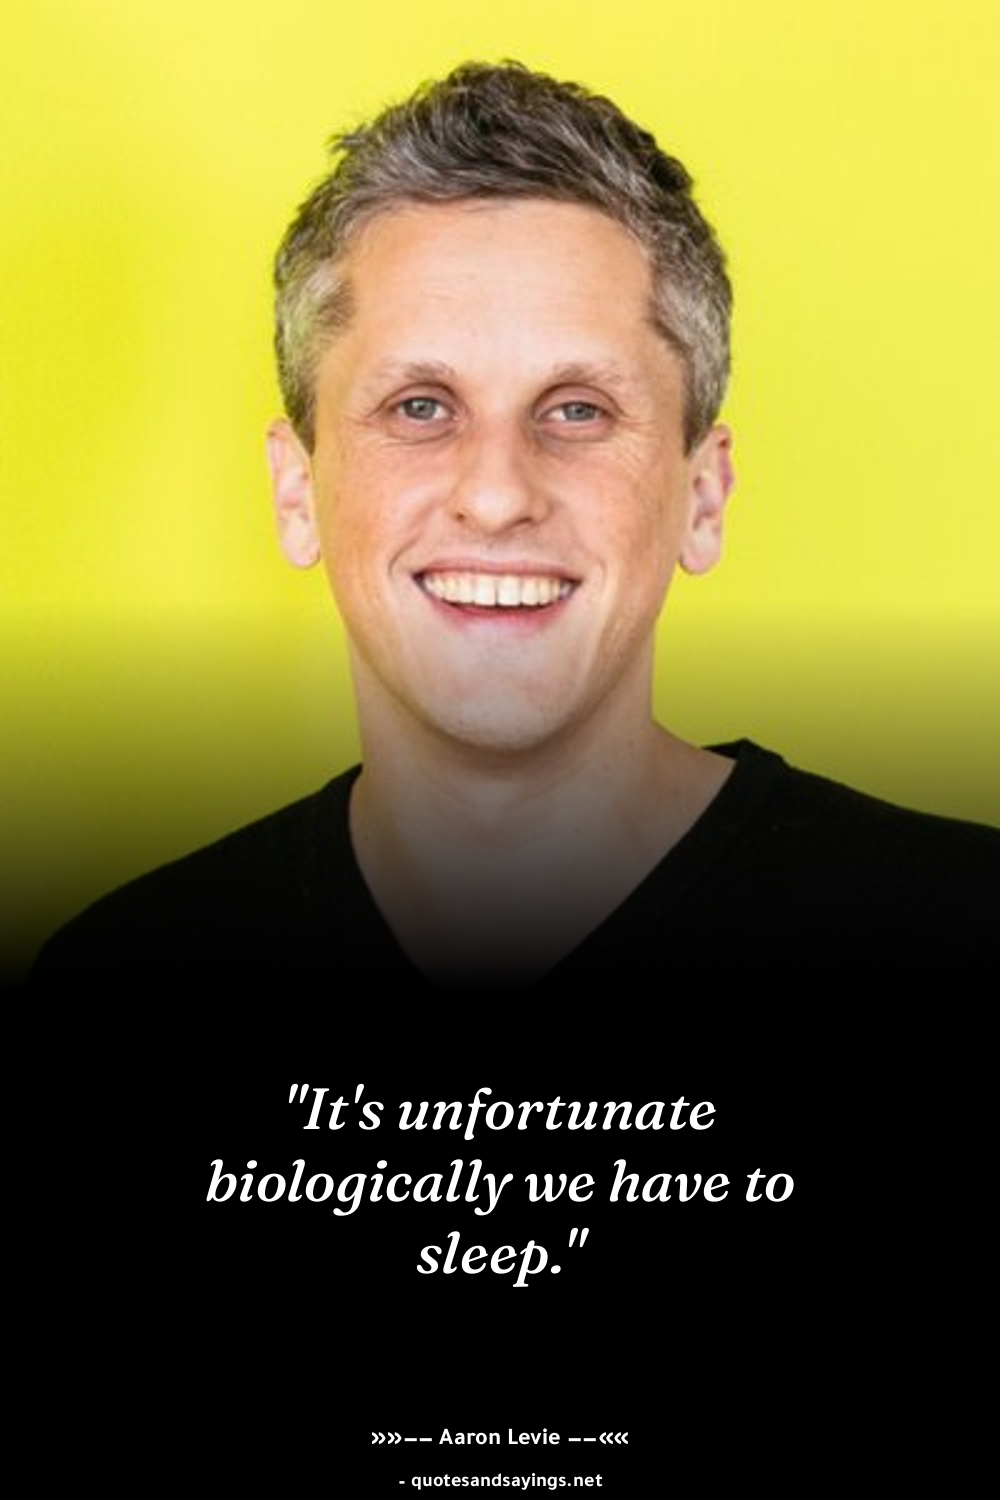 "It's unfortunate
biologically we have to
sleep."
»»−− Aaron Levie −−««
- quotesandsayings.net